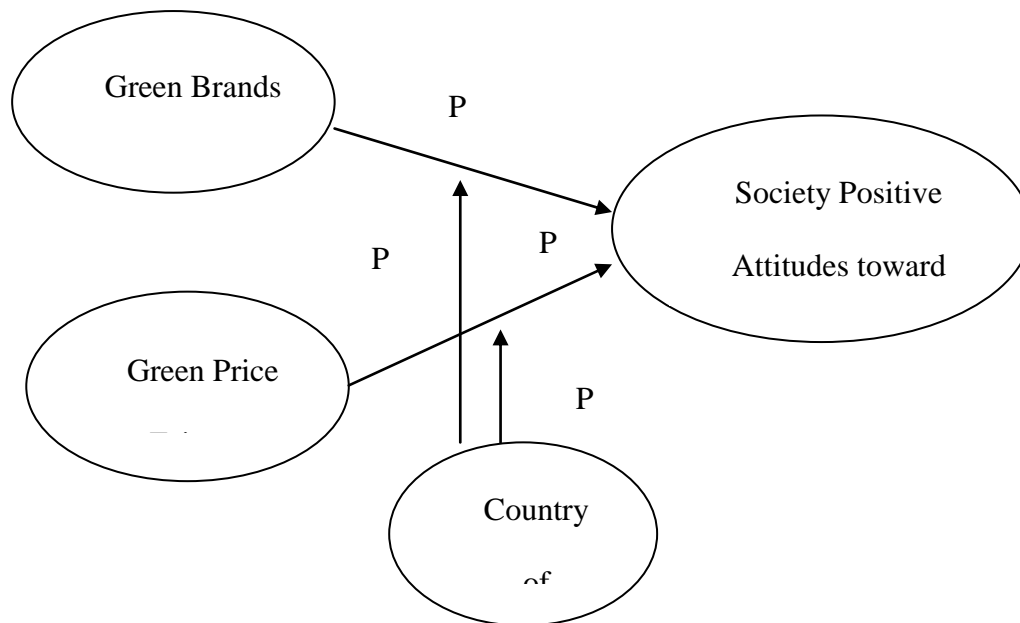 Green Brands
P
Society Positive
Attitudes toward
P
P
Green Price
P
Country
of